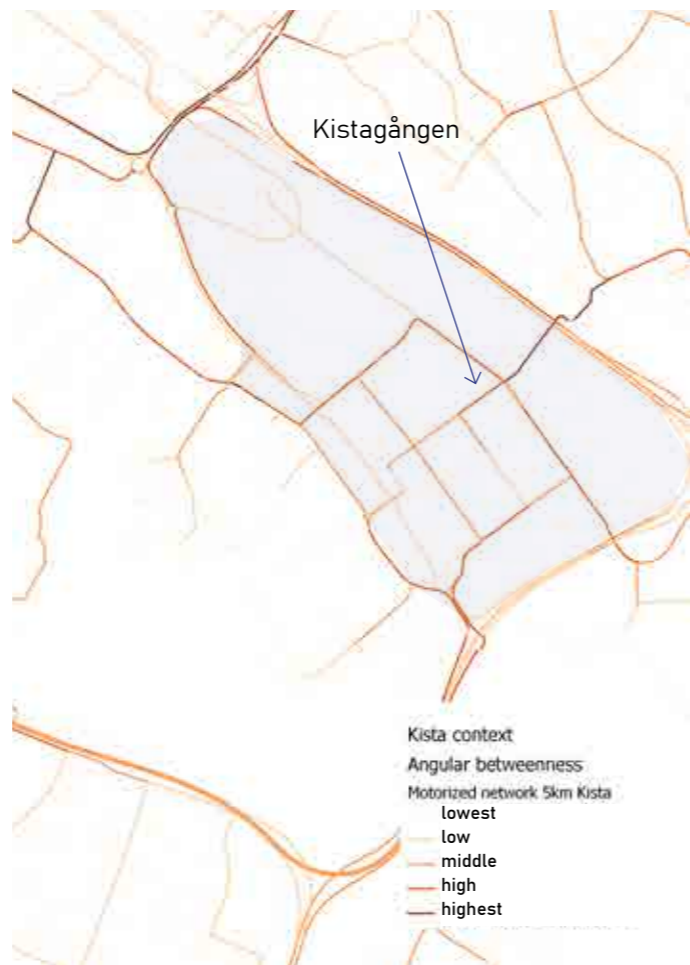 Kistagången
Kista context
Angular betweenness
Motorized network 5km Kista
lowest
low
middle
high
highest